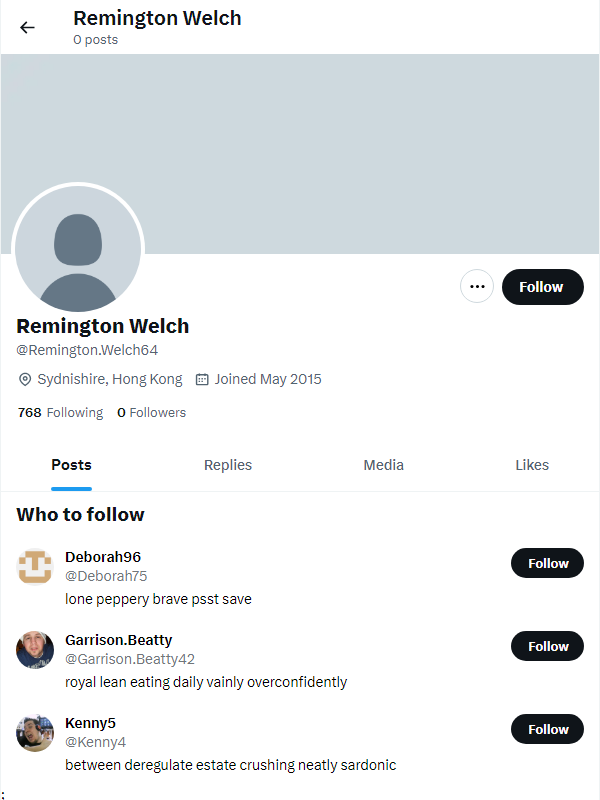 Remington Welch
0 posts
Follow
Remington Welch
@Remington.Welch64
Sydnishire, Hong Kong Joined May 2015
768 Following 0 Followers
Posts Replies Media Likes
Who to follow
Deborah96
@Deborah75
Follow
lone peppery brave psst save
Garrison.Beatty
@Garrison.Beatty42
Follow
royal lean eating daily vainly overconfidently
Kenny5
@Kenny4
Follow
between deregulate estate crushing neatly sardonic
;